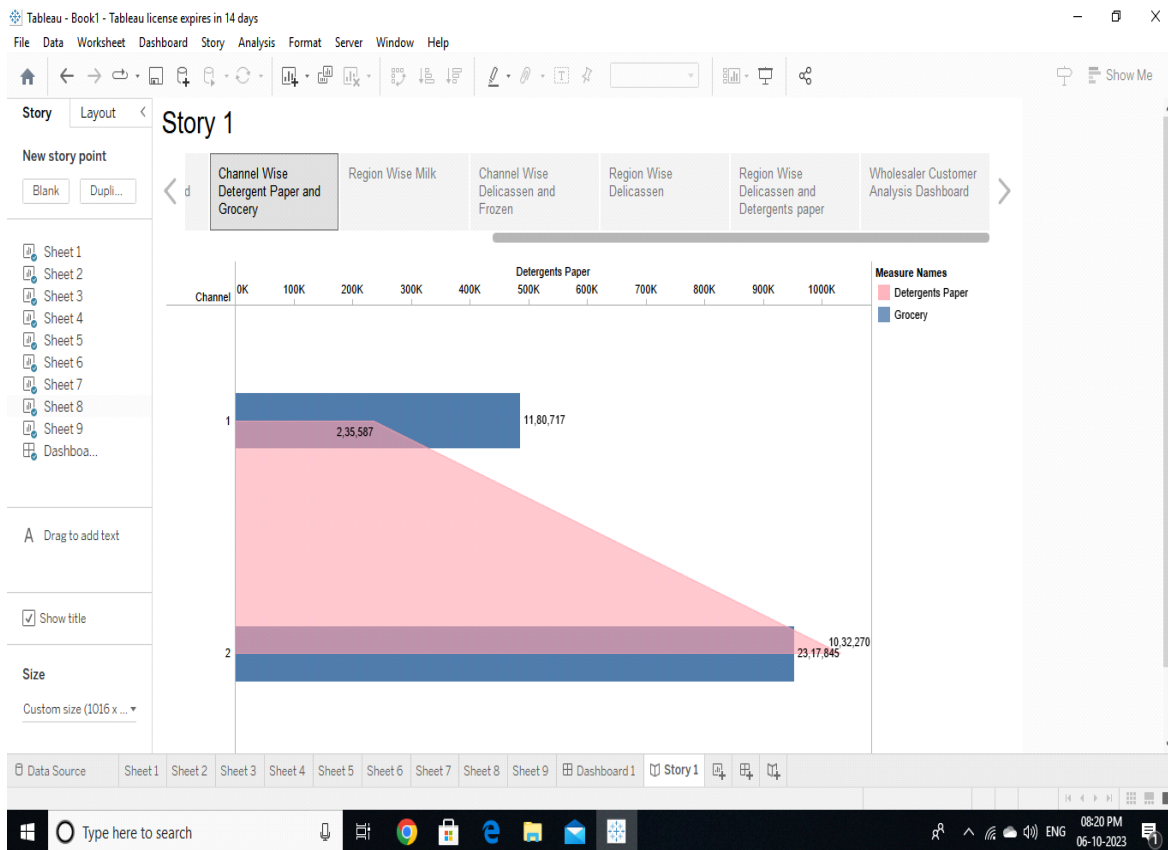 Tableau - Book1 - Tableau license expires in 14 days
File Data Worksheet Dashboard Story Analysis Format Server Window Help
Show Me
Story Layout
Story 1
New story point
Blank Dupli...
d
Channel Wise
Detergent Paper and
Grocery
Region Wise Milk
Channel Wise
Delicassen and
Frozen
Region Wise
Delicassen
Region Wise
Delicassen and
Detergents paper
Wholesaler Customer
Analysis Dashboard
Sheet 1
Sheet 2
Sheet 3
Sheet 4
Sheet 5
Sheet 6
Sheet 7
Sheet 8
Sheet 9
Dashboa...
A Drag to add text
Show title
Size
Custom size (1016 x ...
Detergents Paper
Channel 0K 100K 200K 300K 400K 500K 600K 700K 800K 900K 1000K
1
11,80,717
2,35,587
2
10,32,270
23,17,845
Measure Names
Detergents Paper
Grocery
Data Source Sheet 1 Sheet 2 Sheet 3 Sheet 4 Sheet 5 Sheet 6 Sheet 7 Sheet 8 Sheet 9 Dashboard 1 Story 1
Type here to search
ENG
08:20 PM
06-10-2023
1